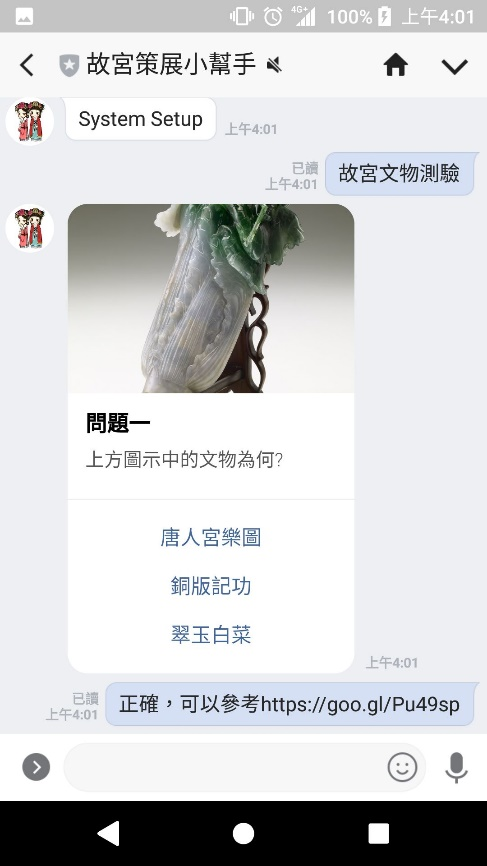 4G+ 100% 上午4:01
故宮策展小幫手
System Setup
上午4:01
已讀
上午4:01
故宮文物測驗
問題一
上方圖示中的文物為何?
唐人宮樂圖
銅版記功
翠玉白菜
上午4:01
已讀
上午4:01
正確，可以參考https://goo.gl/Pu49sp